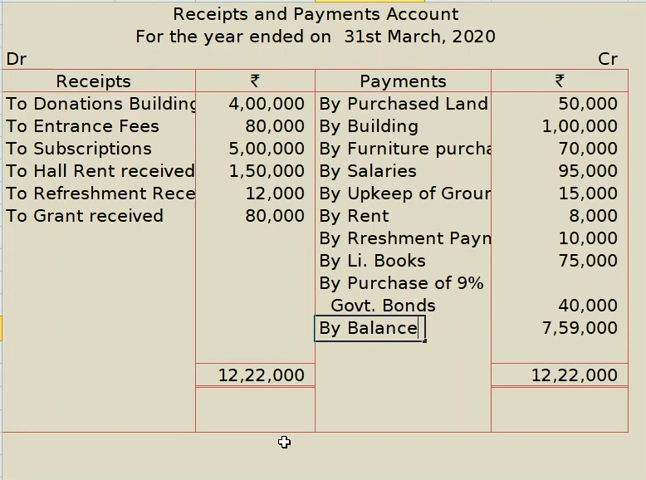 Receipts and Payments Account
For the year ended on 31st March, 2020
Dr Cr
Receipts ₹ Payments ₹
To Donations Building 4,00,000 By Purchased Land 50,000
To Entrance Fees 80,000 By Building 1,00,000
To Subscriptions 5,00,000 By Furniture purcha 70,000
To Hall Rent received 1,50,000 By Salaries 95,000
To Refreshment Rece 12,000 By Upkeep of Groun 15,000
To Grant received 80,000 By Rent 8,000
By Rreshment Payn 10,000
By Li. Books 75,000
By Purchase of 9%
Govt. Bonds 40,000
By Balance 7,59,000
12,22,000 12,22,000